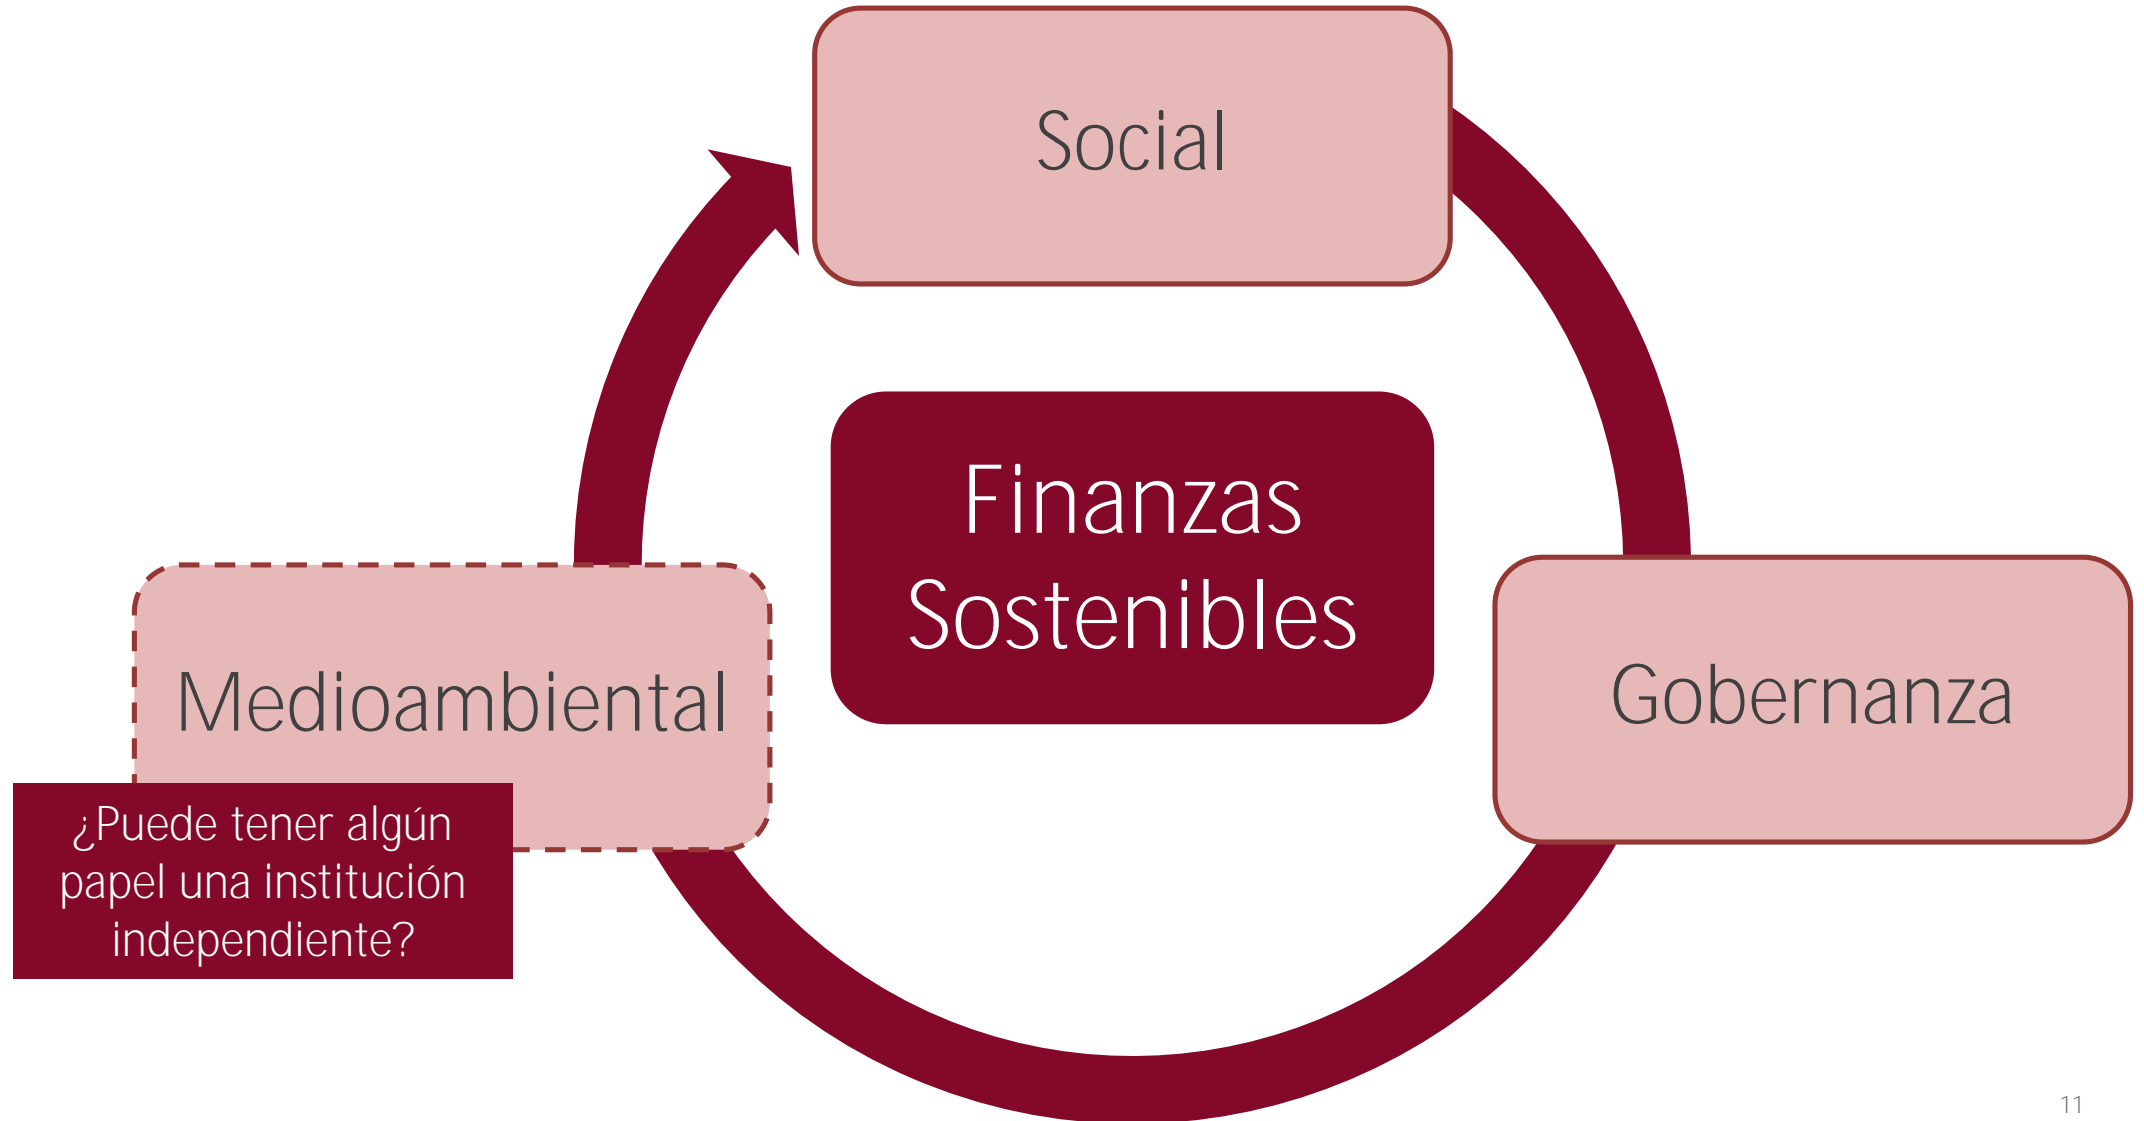 Social
Finanzas
Sostenibles
Medioambiental
Gobernanza
¿Puede tener algún
papel una institución
independiente?
11